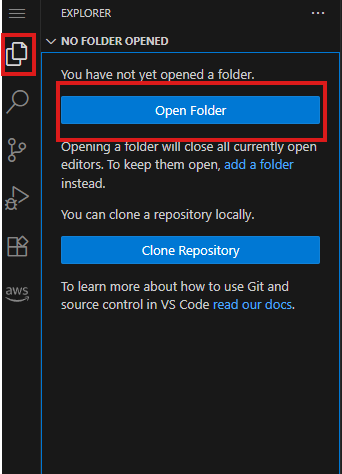 EXPLORER
NO FOLDER OPENED
You have not yet opened a folder.
Open Folder
Opening a folder will close all currently open
editors. To keep them open, add a folder
instead.
You can clone a repository locally.
Clone Repository
To learn more about how to use Git and
source control in VS Code read our docs.
aws